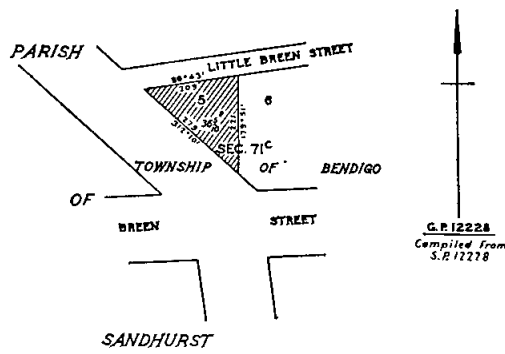 PARISH
LITTLE BREEN STREET
5
6
SEC. 71C
TOWNSHIP OF BENDIGO
OF
BREEN STREET
SANDHURST
G.P. 12228
Compiled from
S.P. 12228